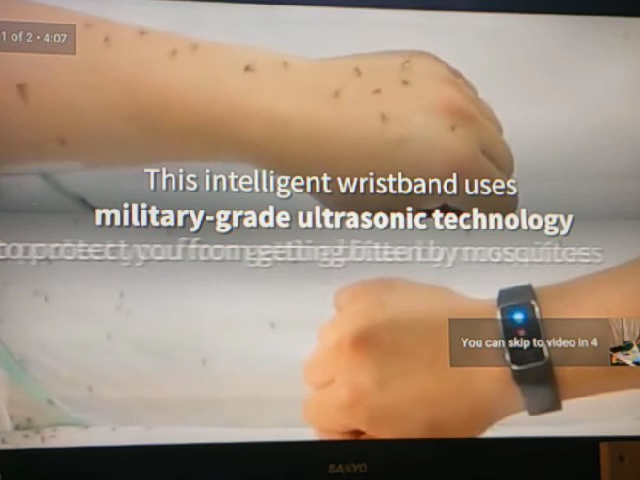 1 of 2 • 4:07
This intelligent wristband uses
military-grade ultrasonic technology
to protect you from getting bitten by mosquitoes
You can skip to video in 4
SANYO